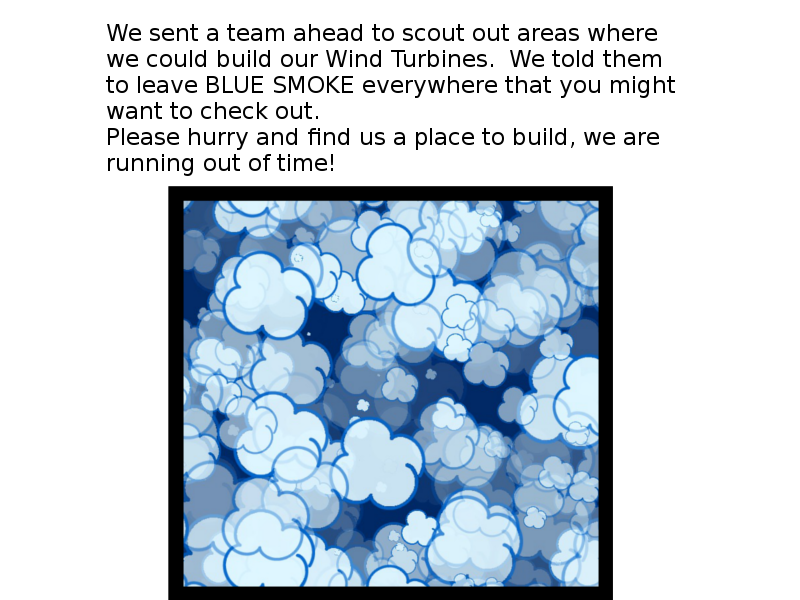 We sent a team ahead to scout out areas where
we could build our Wind Turbines.  We told them
to leave BLUE SMOKE everywhere that you might
want to check out.
Please hurry and find us a place to build, we are
running out of time!